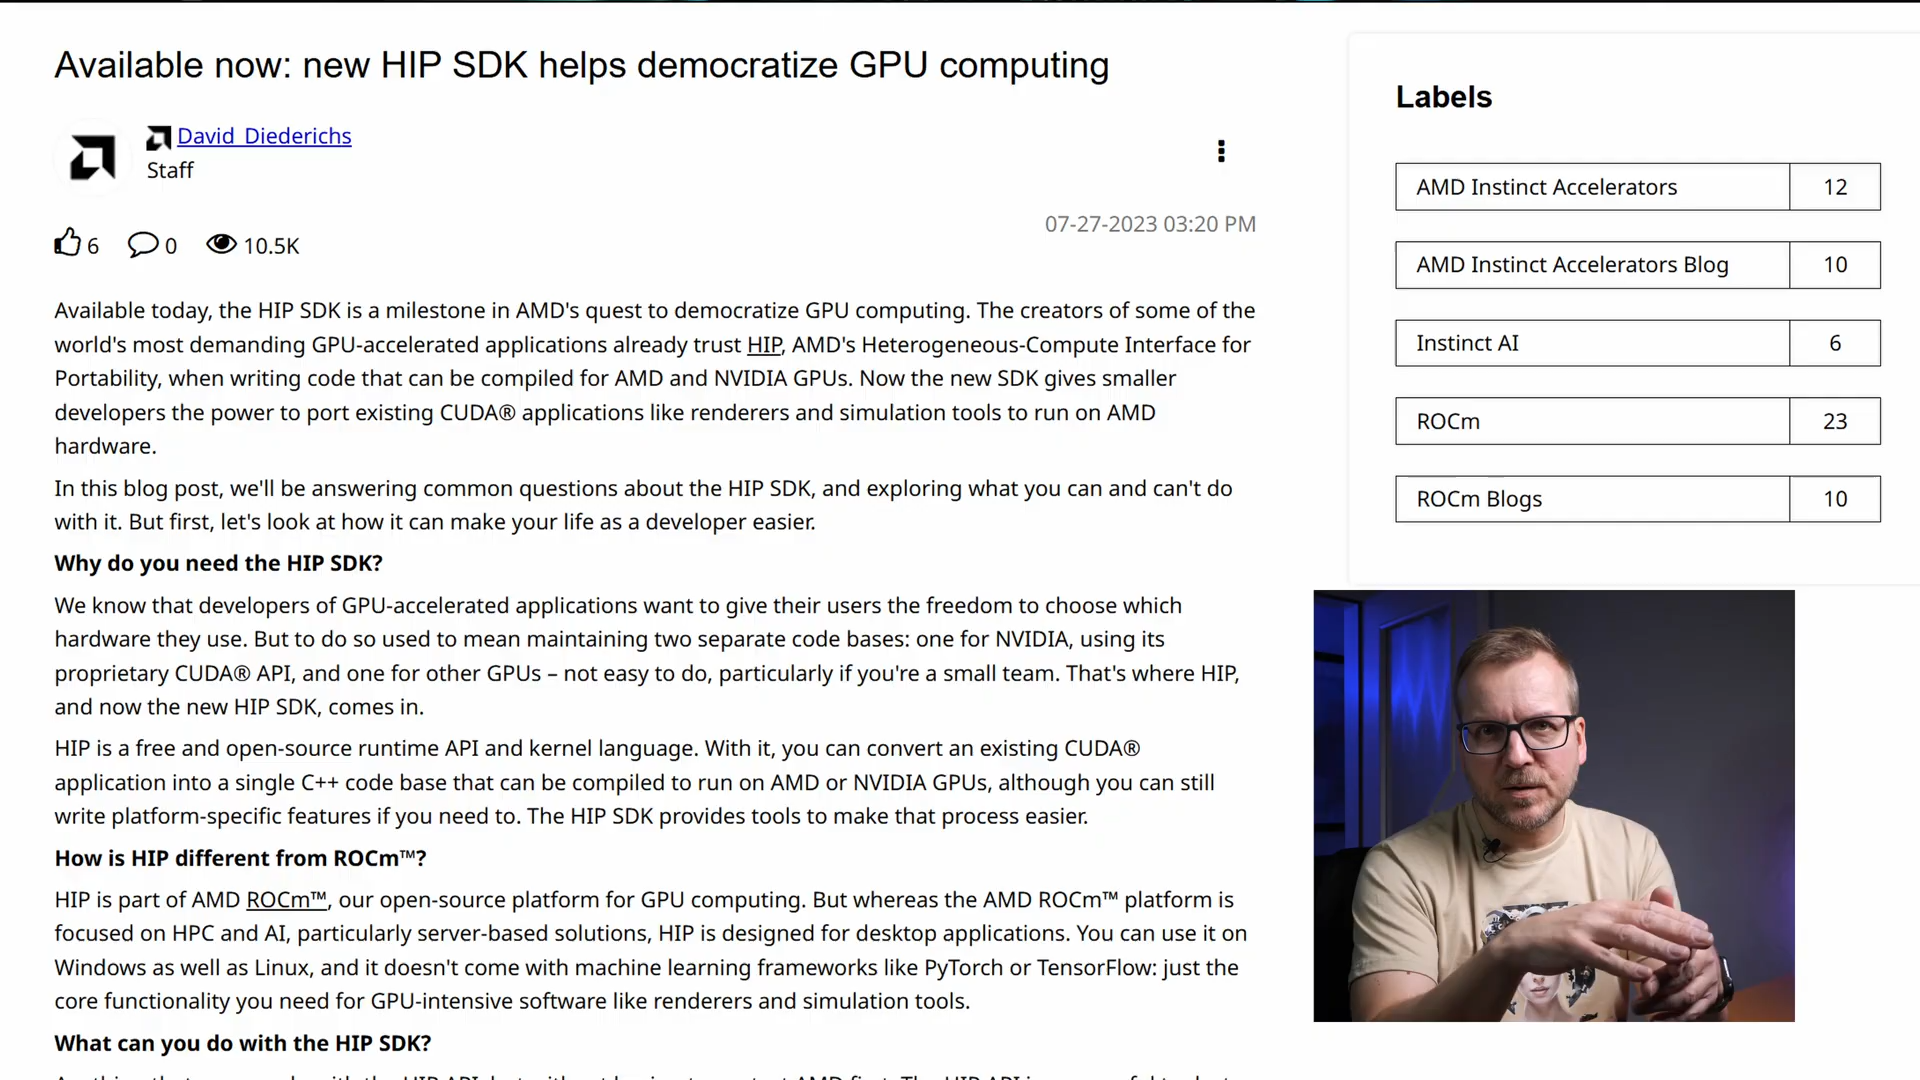 Available now: new HIP SDK helps democratize GPU computing
David_Diederichs
Staff
07-27-2023 03:20 PM
6 0 10.5K
Available today, the HIP SDK is a milestone in AMD's quest to democratize GPU computing. The creators of some of the
world's most demanding GPU-accelerated applications already trust HIP, AMD's Heterogeneous-Compute Interface for
Portability, when writing code that can be compiled for AMD and NVIDIA GPUs. Now the new SDK gives smaller
developers the power to port existing CUDA® applications like renderers and simulation tools to run on AMD
hardware.
In this blog post, we'll be answering common questions about the HIP SDK, and exploring what you can and can't do
with it. But first, let's look at how it can make your life as a developer easier.
Why do you need the HIP SDK?
We know that developers of GPU-accelerated applications want to give their users the freedom to choose which
hardware they use. But to do so used to mean maintaining two separate code bases: one for NVIDIA, using its
proprietary CUDA® API, and one for other GPUs – not easy to do, particularly if you're a small team. That's where HIP,
and now the new HIP SDK, comes in.
HIP is a free and open-source runtime API and kernel language. With it, you can convert an existing CUDA®
application into a single C++ code base that can be compiled to run on AMD or NVIDIA GPUs, although you can still
write platform-specific features if you need to. The HIP SDK provides tools to make that process easier.
How is HIP different from ROCm™?
HIP is part of AMD ROCm™, our open-source platform for GPU computing. But whereas the AMD ROCm™ platform is
focused on HPC and AI, particularly server-based solutions, HIP is designed for desktop applications. You can use it on
Windows as well as Linux, and it doesn't come with machine learning frameworks like PyTorch or TensorFlow: just the
core functionality you need for GPU-intensive software like renderers and simulation tools.
What can you do with the HIP SDK?
Labels
AMD Instinct Accelerators 12
AMD Instinct Accelerators Blog 10
Instinct AI 6
ROCm 23
ROCm Blogs 10